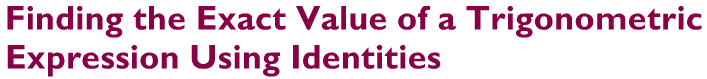 Finding the Exact Value of a Trigonometric
Expression Using Identities